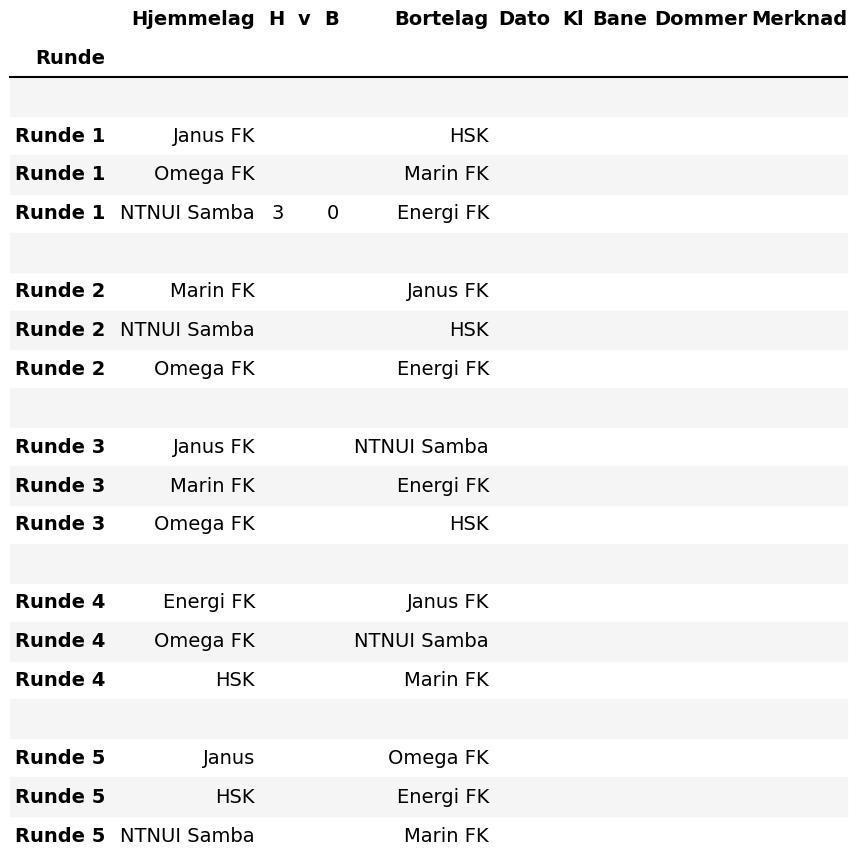 Hjemmelag H v B Bortelag Dato Kl Bane Dommer Merknad
Runde
Runde 1 Janus FK HSK
Runde 1 Omega FK Marin FK
Runde 1 NTNUI Samba 3 0 Energi FK
Runde 2 Marin FK Janus FK
Runde 2 NTNUI Samba HSK
Runde 2 Omega FK Energi FK
Runde 3 Janus FK NTNUI Samba
Runde 3 Marin FK Energi FK
Runde 3 Omega FK HSK
Runde 4 Energi FK Janus FK
Runde 4 Omega FK NTNUI Samba
Runde 4 HSK Marin FK
Runde 5 Janus Omega FK
Runde 5 HSK Energi FK
Runde 5 NTNUI Samba Marin FK